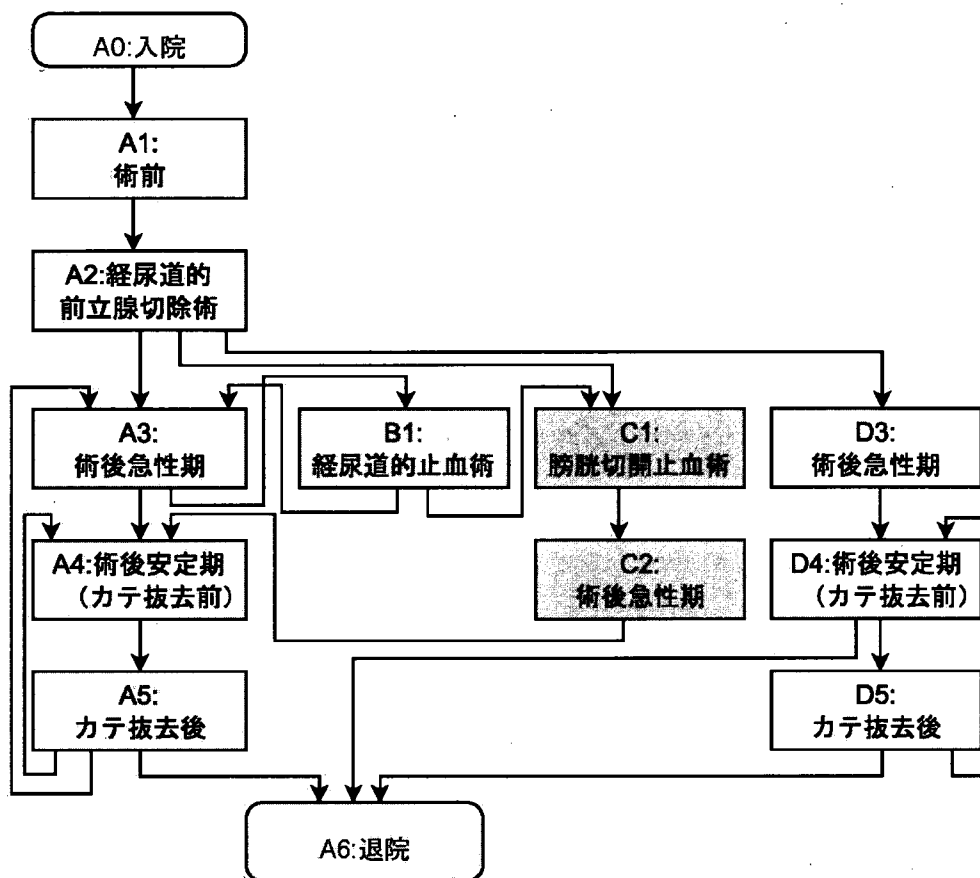 A0:入院
A1:
術前
A2:経尿道的
前立腺切除術
A3:
術後急性期
B1:
経尿道的止血術
C1:
膀胱切開止血術
D3:
術後急性期
A4:術後安定期
（カテ抜去前）
C2:
術後急性期
D4:術後安定期
（カテ抜去前）
A5:
カテ抜去後
D5:
カテ抜去後
A6:退院